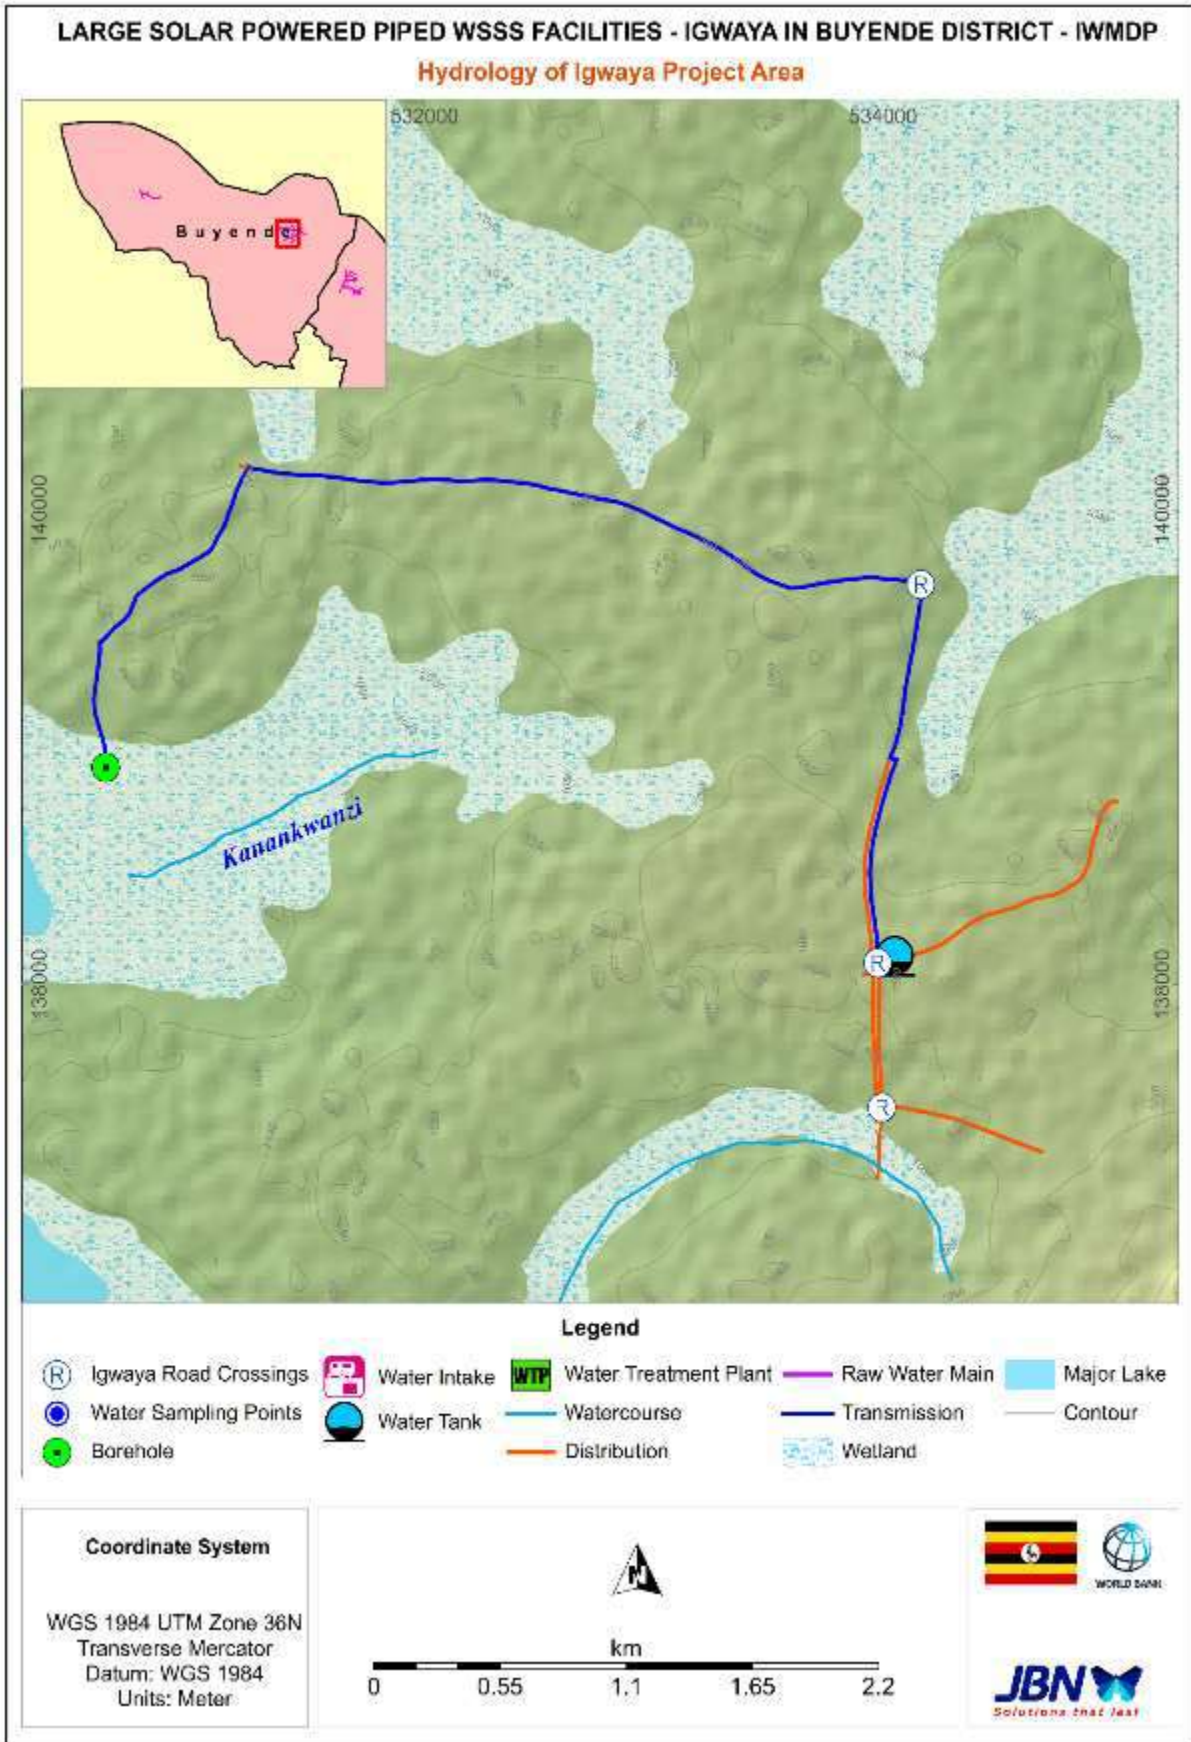 LARGE SOLAR POWERED PIPED WSSS FACILITIES - IGWAYA IN BUYENDE DISTRICT - IWMDP
Hydrology of Igwaya Project Area
532000
534000
Buyende
140000
140000
R
Kanankwanzi
R
138000
138000
R
Legend
R Igwaya Road Crossings
Water Intake
WTP Water Treatment Plant
Raw Water Main
Major Lake
Water Sampling Points
Water Tank
Watercourse
Transmission
Contour
Borehole
Distribution
Wetland
Coordinate System
WGS 1984 UTM Zone 36N
Transverse Mercator
Datum: WGS 1984
Units: Meter
N
km
0 0.55 1.1 1.65 2.2
WORLD BANK
JBN
Solutions that last